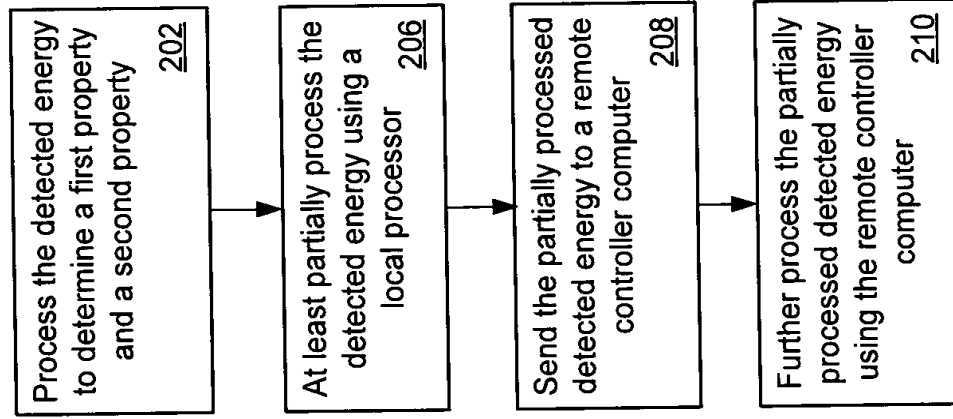 Process the detected energy
to determine a first property
and a second property
202
At least partially process the
detected energy using a
local processor
206
Send the partially processed
detected energy to a remote
controller computer
208
Further process the partially
processed detected energy
using the remote controller
computer
210